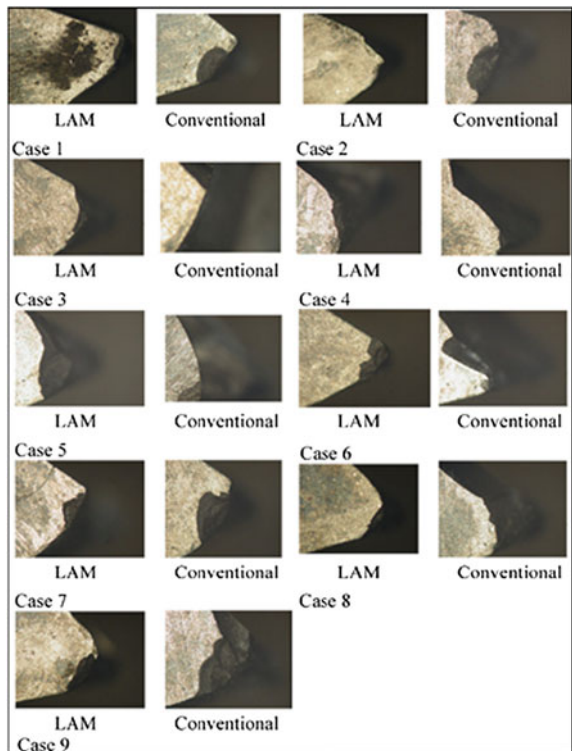 LAM Conventional LAM Conventional
Case 1 Case 2
LAM Conventional LAM Conventional
Case 3 Case 4
LAM Conventional LAM Conventional
Case 5 Case 6
LAM Conventional LAM Conventional
Case 7 Case 8
LAM Conventional
Case 9